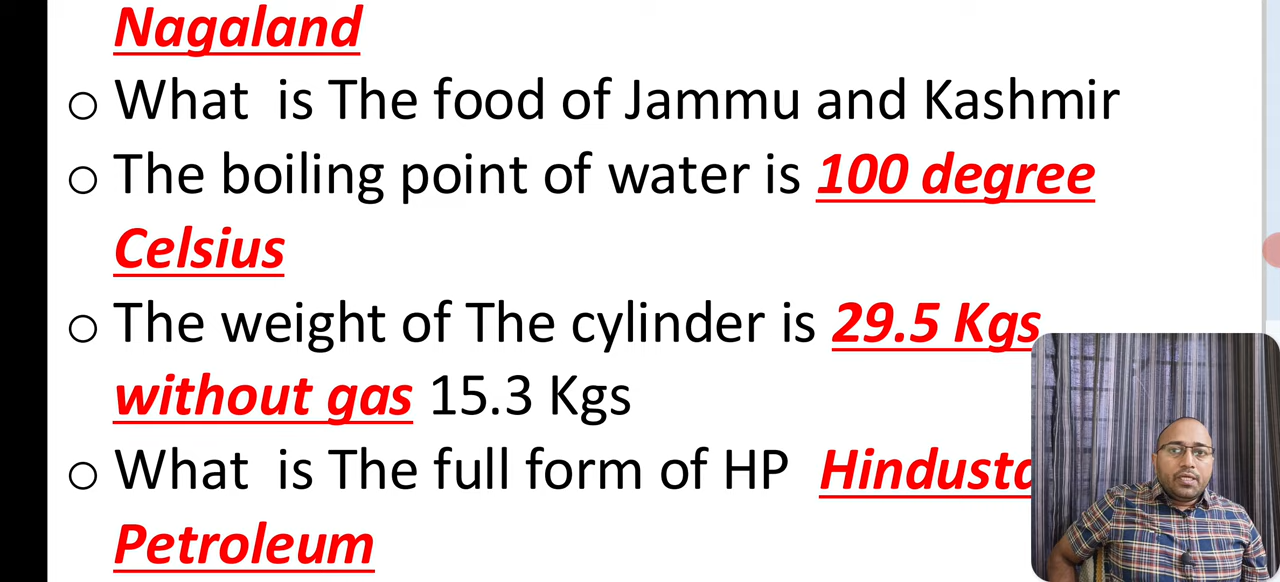 Nagaland
○ What is The food of Jammu and Kashmir
○ The boiling point of water is 100 degree
Celsius
○ The weight of The cylinder is 29.5 Kgs
without gas 15.3 Kgs
○ What is The full form of HP
Petroleum